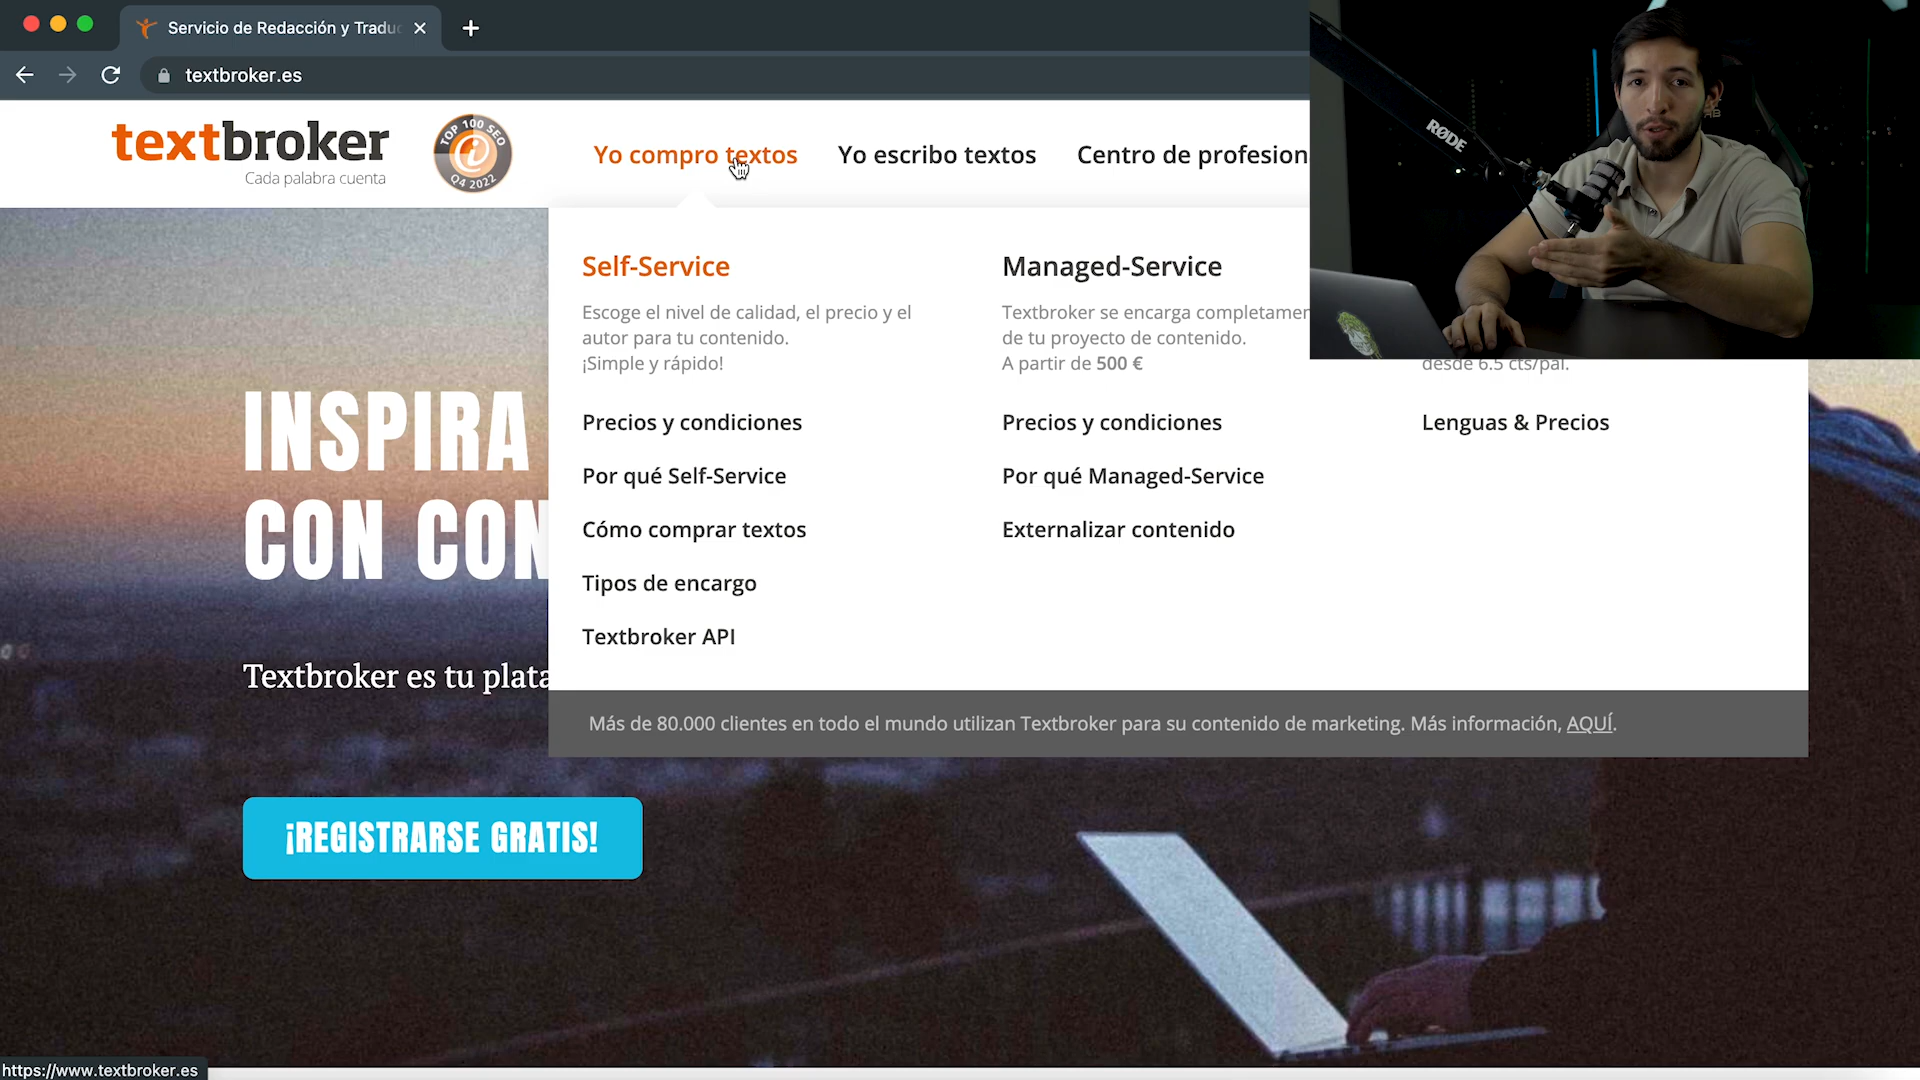 Servicio de Redacción y Traduc
textbroker.es
textbroker
Cada palabra cuenta
TOP 100 SEO
Q4 2022
Yo compro textos
Yo escribo textos
Centro de profesion
RØDE
Self-Service
Escoge el nivel de calidad, el precio y el
autor para tu contenido.
¡Simple y rápido!
Precios y condiciones
Por qué Self-Service
Cómo comprar textos
Tipos de encargo
Textbroker API
Managed-Service
Textbroker se encarga completamen
de tu proyecto de contenido.
A partir de 500 €
Precios y condiciones
Por qué Managed-Service
Externalizar contenido
desde 6.5 cts/pal.
Lenguas & Precios
Más de 80.000 clientes en todo el mundo utilizan Textbroker para su contenido de marketing. Más información, AQUÍ.
INSPIRA
CON CON
Textbroker es tu plata
¡REGISTRARSE GRATIS!
https://www.textbroker.es